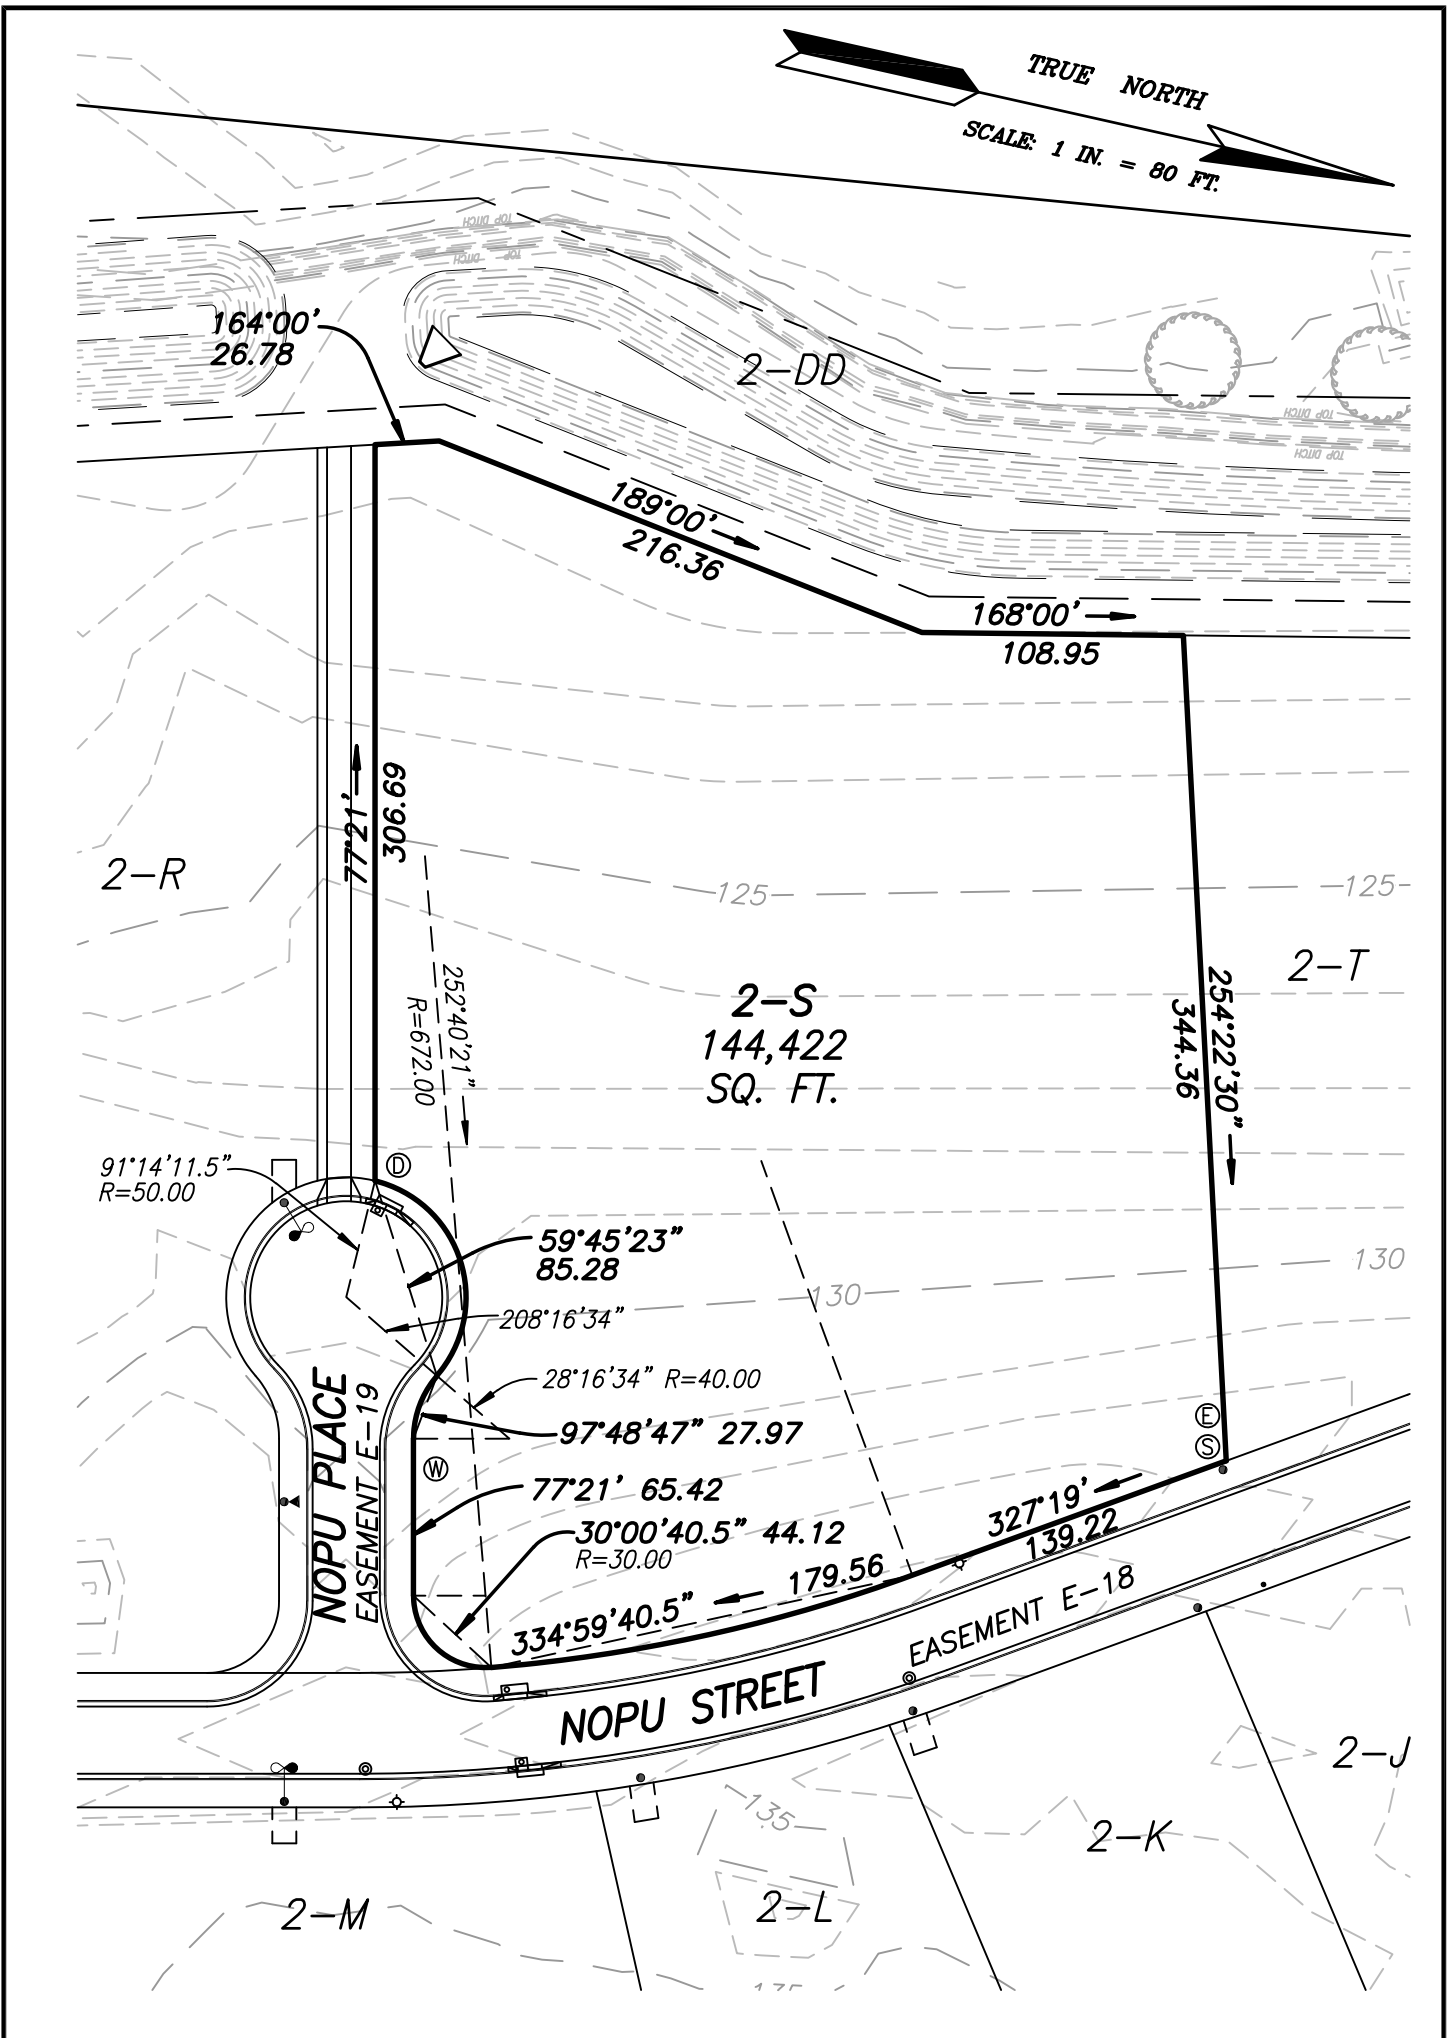 TRUE NORTH
SCALE: 1 IN. = 80 FT.
TOP DITCH
TOP DITCH
164°00'
26.78
2-DD
TOP DITCH
TOP DITCH
189°00'
216.36
168°00'
108.95
77°21'
306.69
2-R
125
125
2-T
252°40'21"
R=672.00
2-S
144,422
SQ. FT.
254°22'30"
344.36
91°14'11.5"
R=50.00
D
59°45'23"
85.28
130
130
208°16'34"
28°16'34" R=40.00
97°48'47" 27.97
E
S
W
77°21' 65.42
30°00'40.5" 44.12
R=30.00
327°19'
139.22
334°59'40.5"
179.56
NOPU PLACE
EASEMENT E-19
EASEMENT E-18
NOPU STREET
2-J
135
2-K
2-L
2-M
135